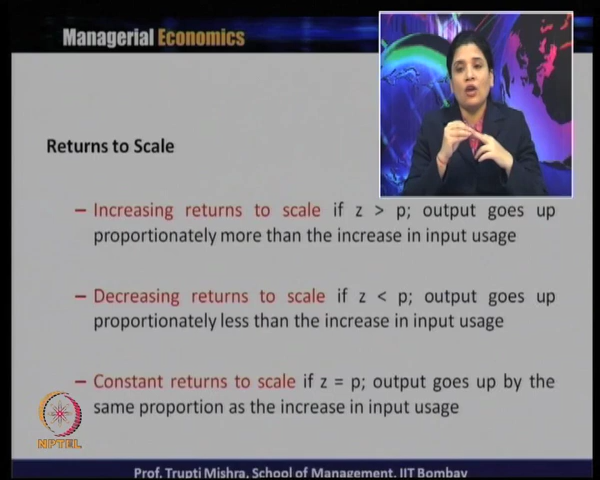 Managerial Economics
Returns to Scale
– Increasing returns to scale if z > p; output goes up
proportionately more than the increase in input usage
– Decreasing returns to scale if z < p; output goes up
proportionately less than the increase in input usage
– Constant returns to scale if z = p; output goes up by the
same proportion as the increase in input usage
NPTEL
Prof. Trupti Mishra, School of Management, IIT Bombay